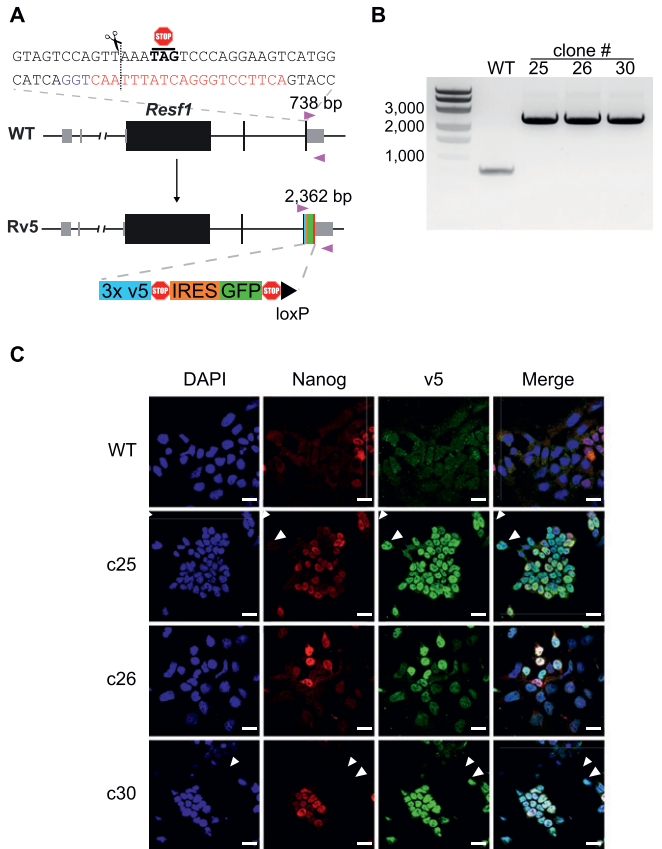 A
STOP
GTAGTCCAGTTAAATAGTCCCAGGAAGTCATGG
CATCAGGTCAATTTATCAGGGTCCTTCAGTACC
Resf1
738 bp
WT
2,362 bp
Rv5
3x v5 STOP IRES GFP STOP
loxP
B
clone #
WT 25 26 30
3,000
2,000
1,000
C
DAPI Nanog v5 Merge
WT
c25
c26
c30